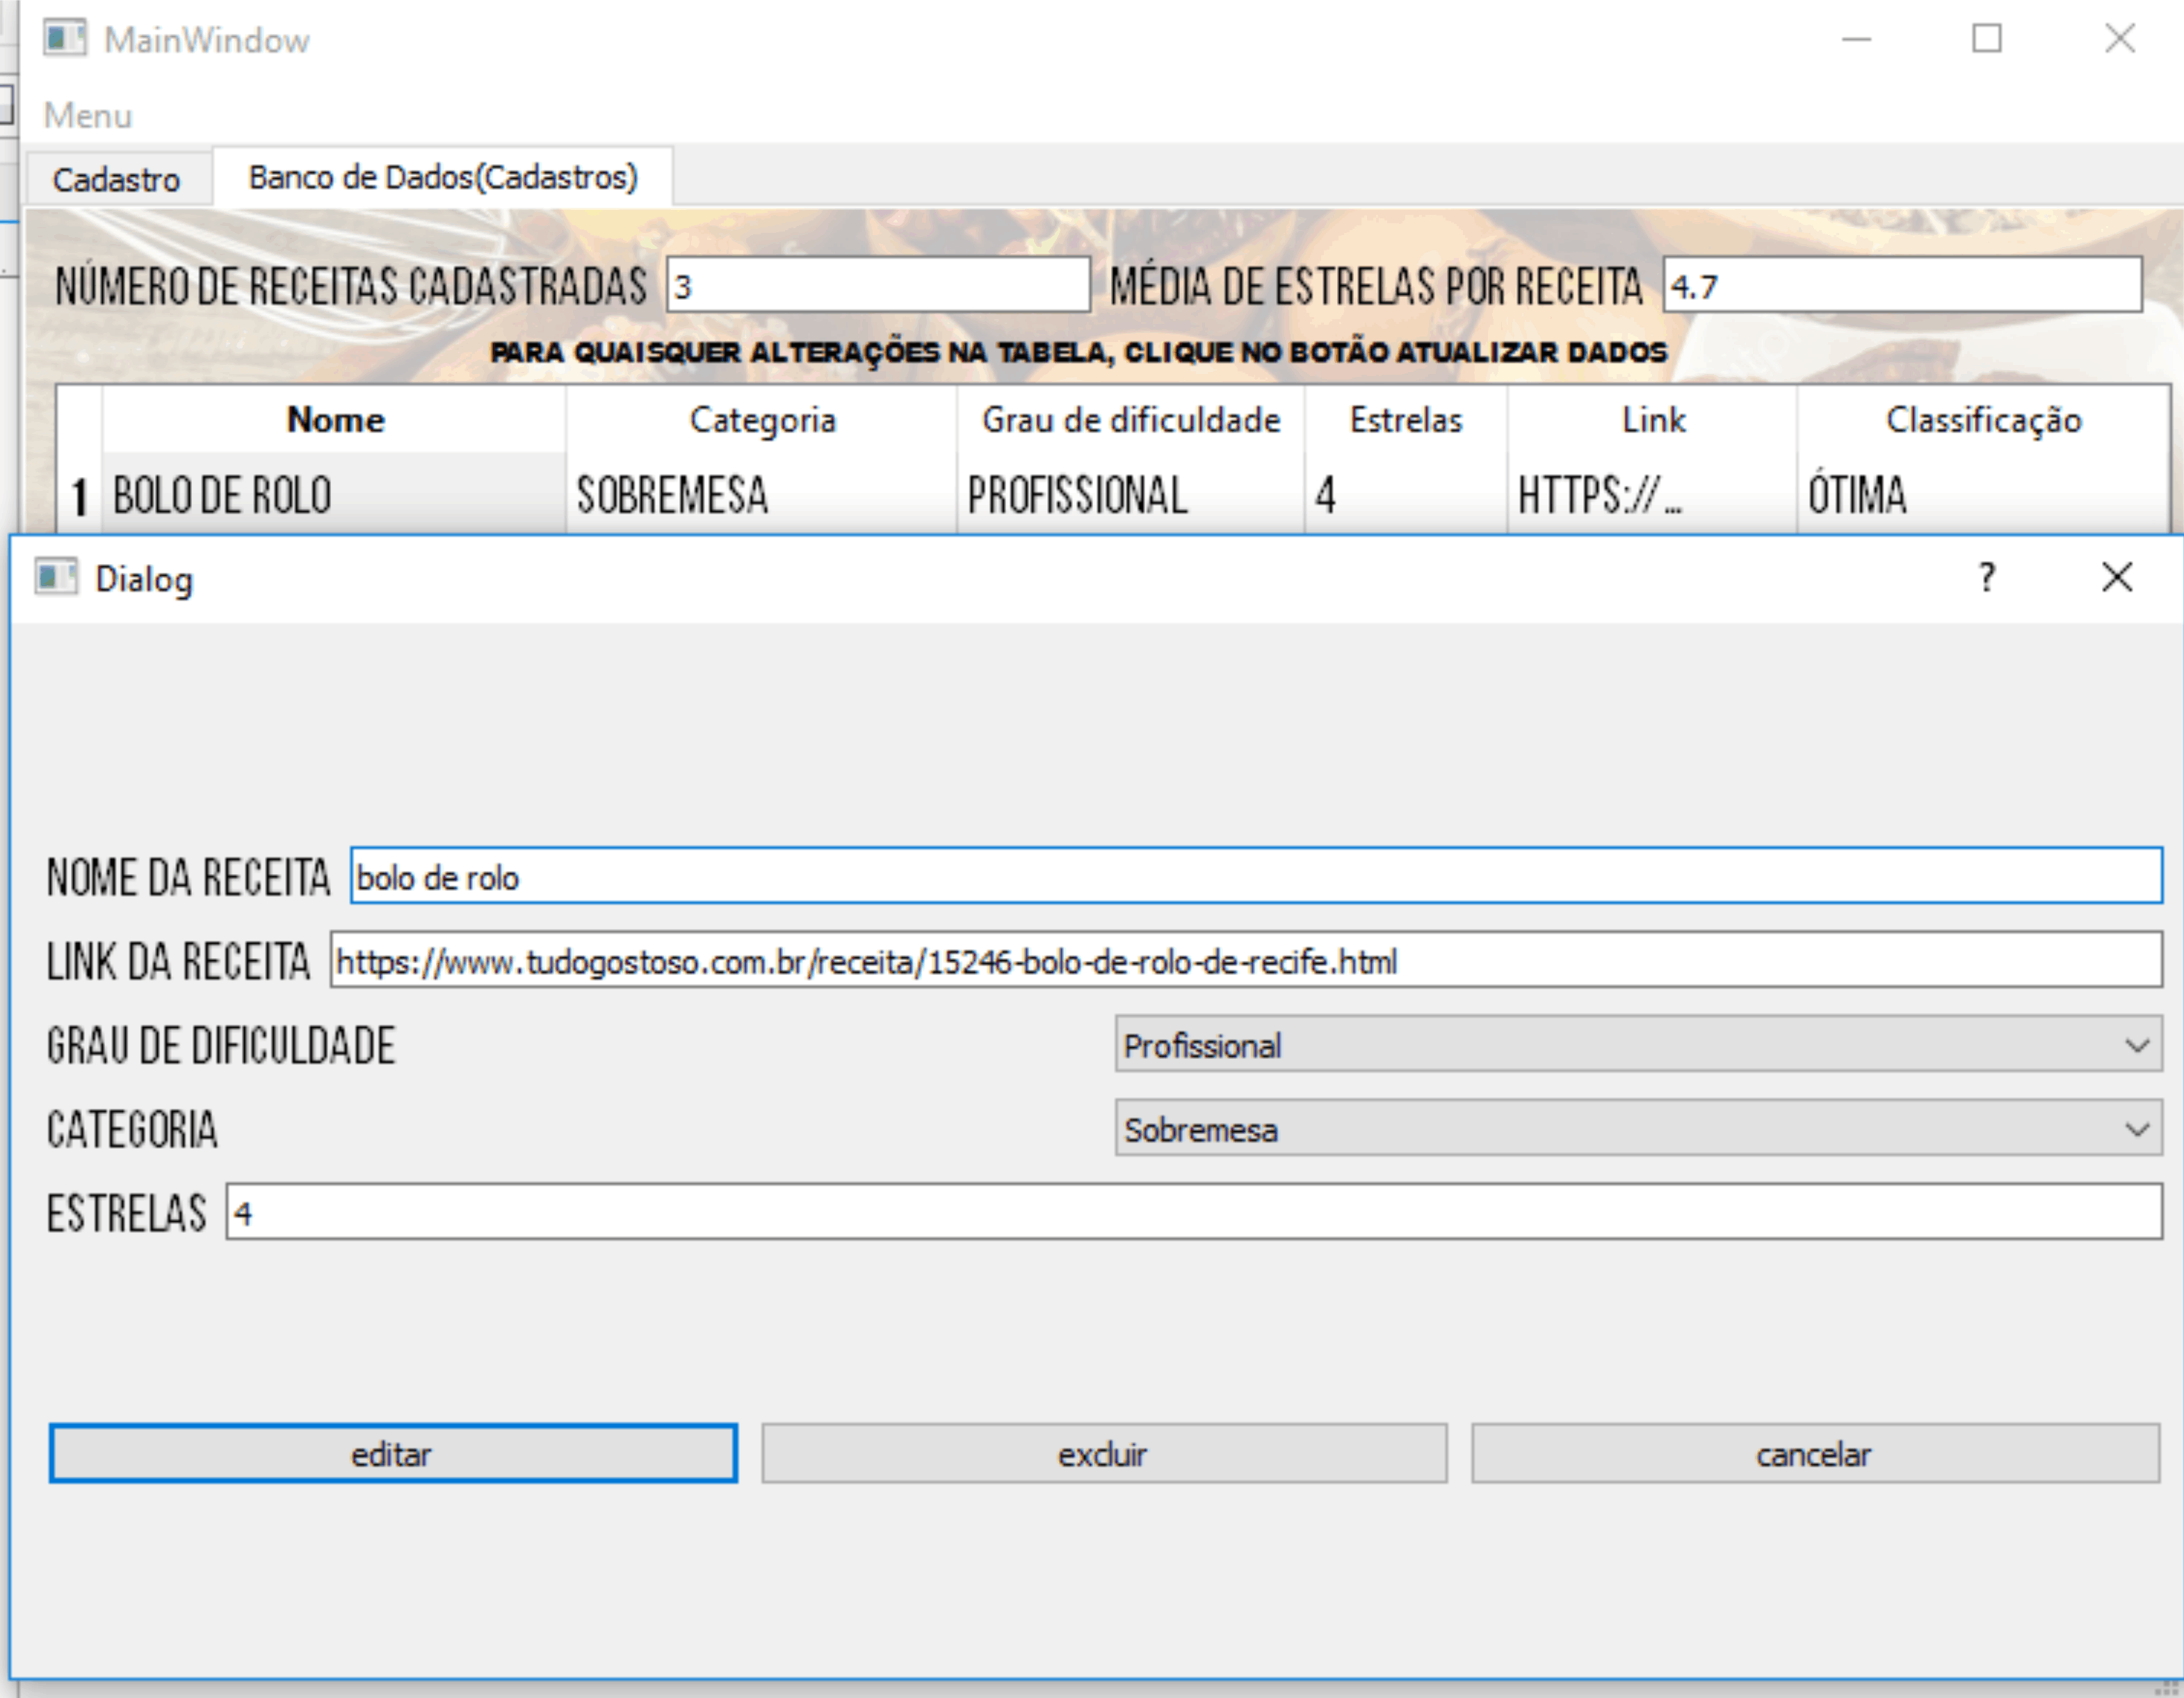 MainWindow
Menu
Cadastro Banco de Dados(Cadastros)
NÚMERO DE RECEITAS CADASTRADAS 3 MÉDIA DE ESTRELAS POR RECEITA 4.7
PARA QUAISQUER ALTERAÇÕES NA TABELA, CLIQUE NO BOTÃO ATUALIZAR DADOS
Nome Categoria Grau de dificuldade Estrelas Link Classificação
1 BOLO DE ROLO SOBREMESA PROFISSIONAL 4 HTTPS:// ... ÓTIMA
Dialog ?
NOME DA RECEITA bolo de rolo
LINK DA RECEITA https://www.tudogostoso.com.br/receita/15246-bolo-de-rolo-de-recife.html
GRAU DE DIFICULDADE Profissional
CATEGORIA Sobremesa
ESTRELAS 4
editar excluir cancelar